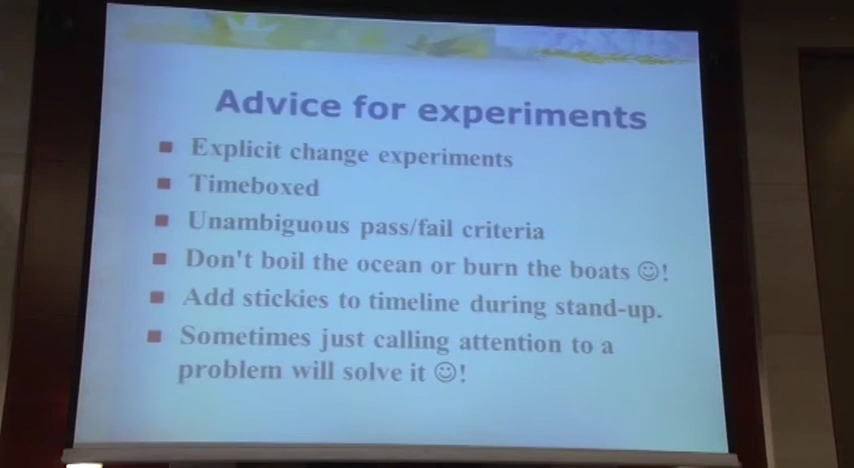 Advice for experiments
Explicit change experiments
Timeboxed
Unambiguous pass/fail criteria
Don't boil the ocean or burn the boats ☺!
Add stickies to timeline during stand-up.
Sometimes just calling attention to a
problem will solve it ☺!